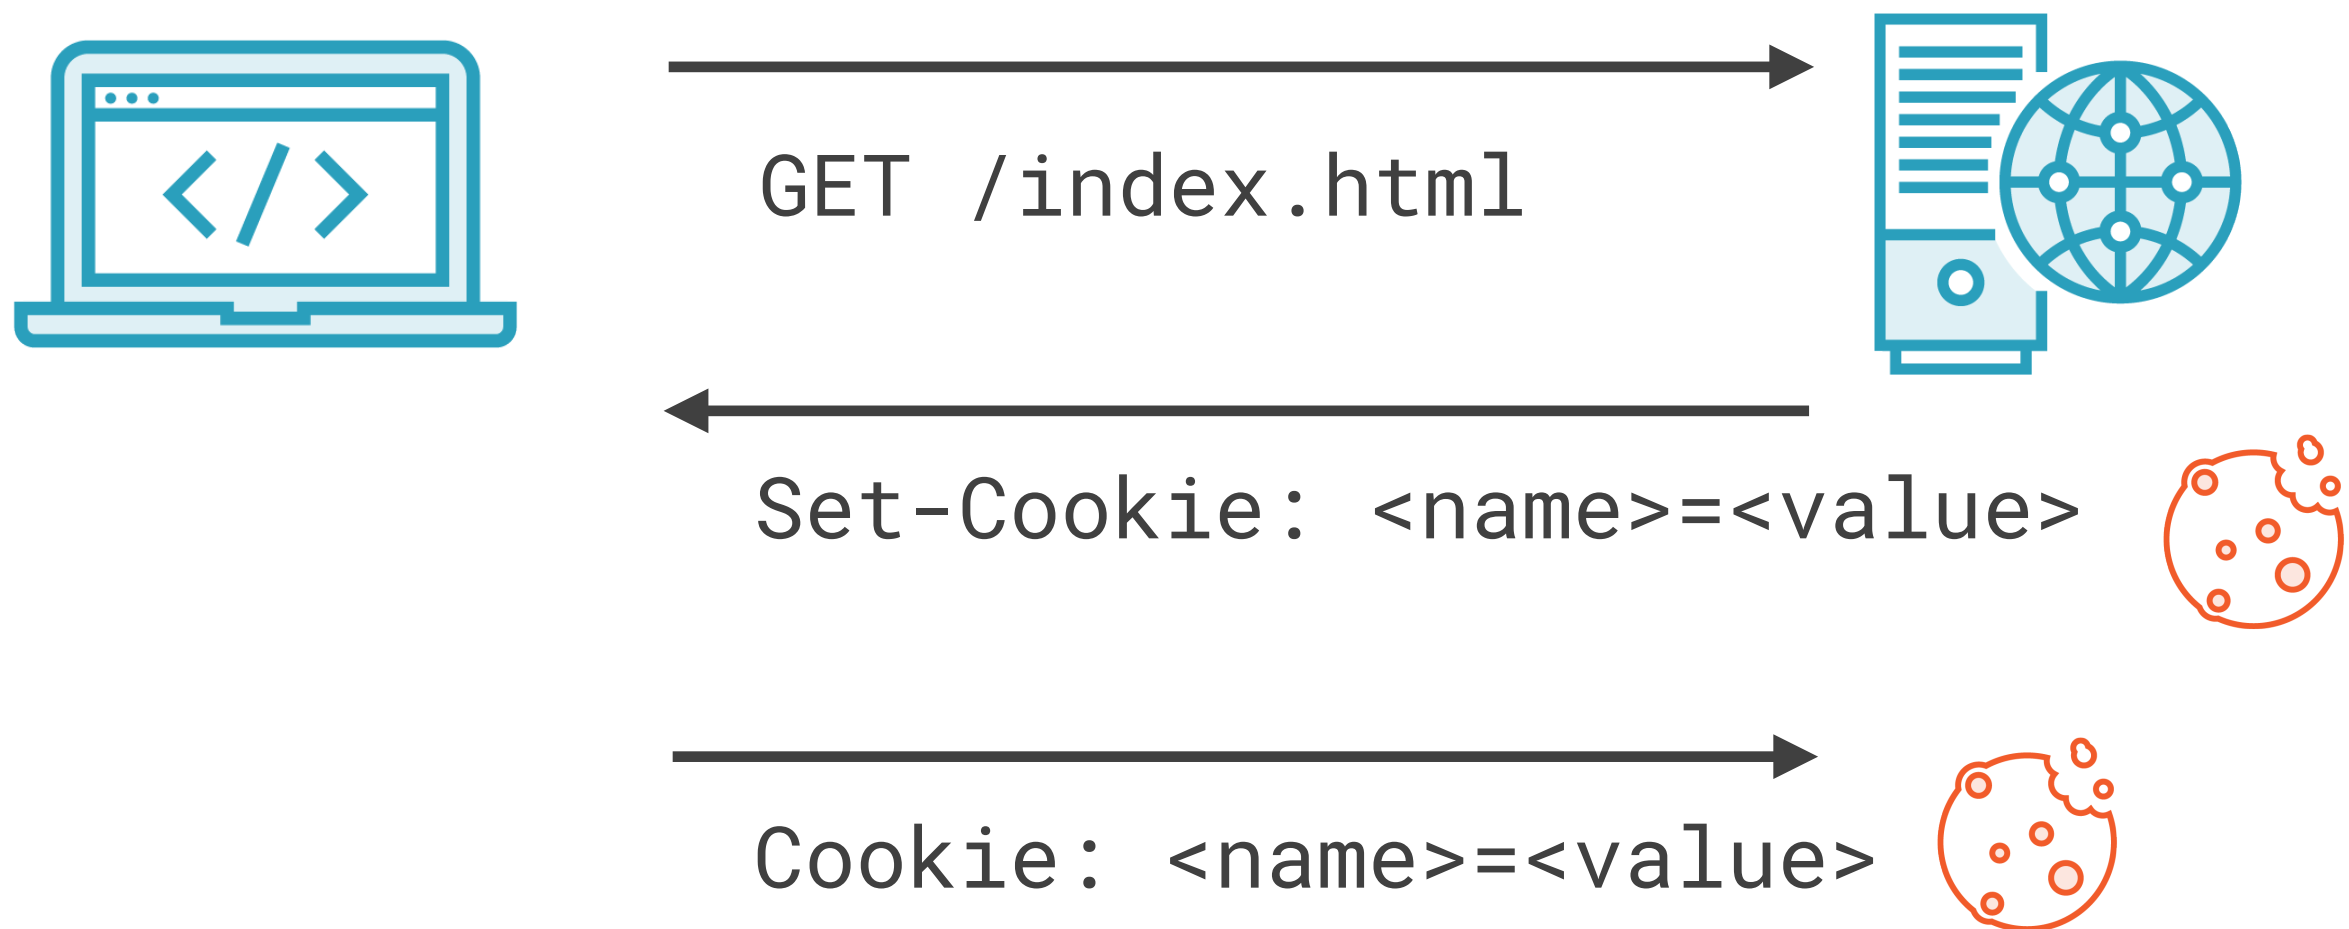 GET /index.html
Set-Cookie: <name>=<value>
Cookie: <name>=<value>